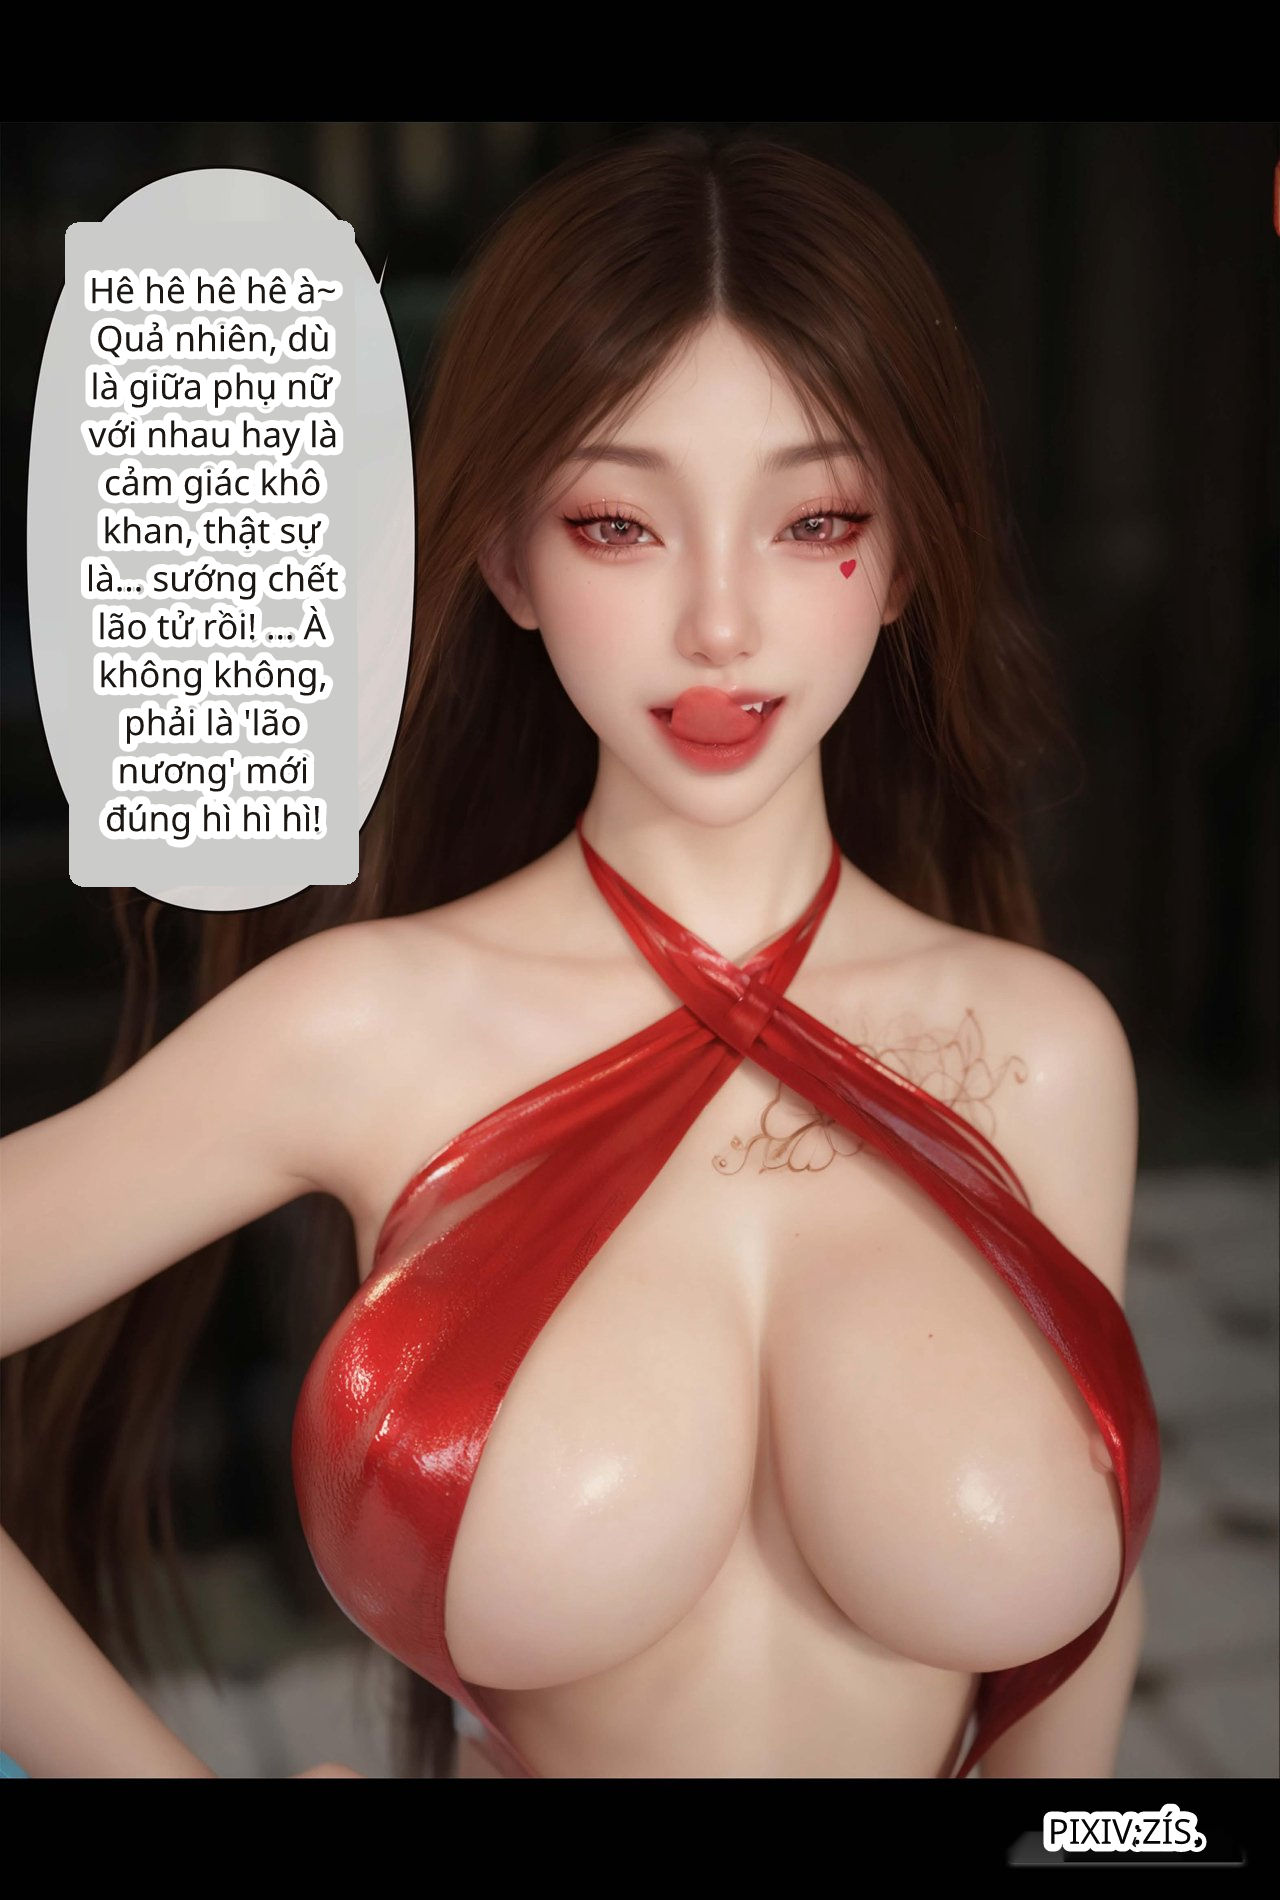 Hê hê hê hê à~
Quả nhiên, dù
là giữa phụ nữ
với nhau hay là
cảm giác khô
khan, thật sự
là... sướng chết
lão tử rồi! ... À
không không,
phải là 'lão
nương' mới
đúng hì hì hì!
PIXIV:ZÍS,